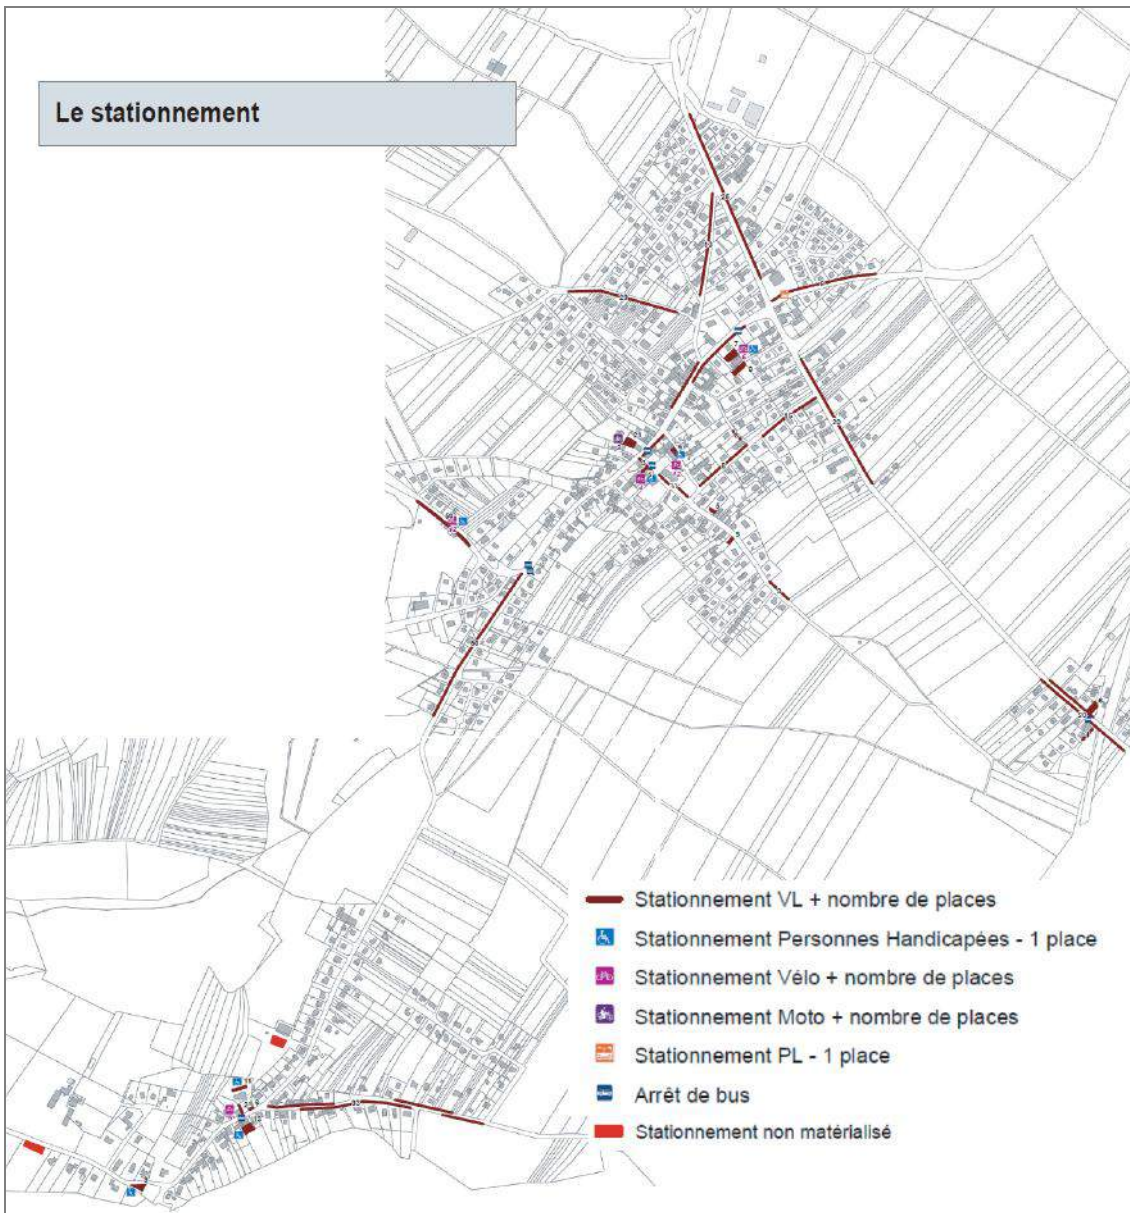 Le stationnement
Stationnement VL + nombre de places
Stationnement Personnes Handicapées - 1 place
Stationnement Vélo + nombre de places
Stationnement Moto + nombre de places
Stationnement PL - 1 place
Arrêt de bus
Stationnement non matérialisé